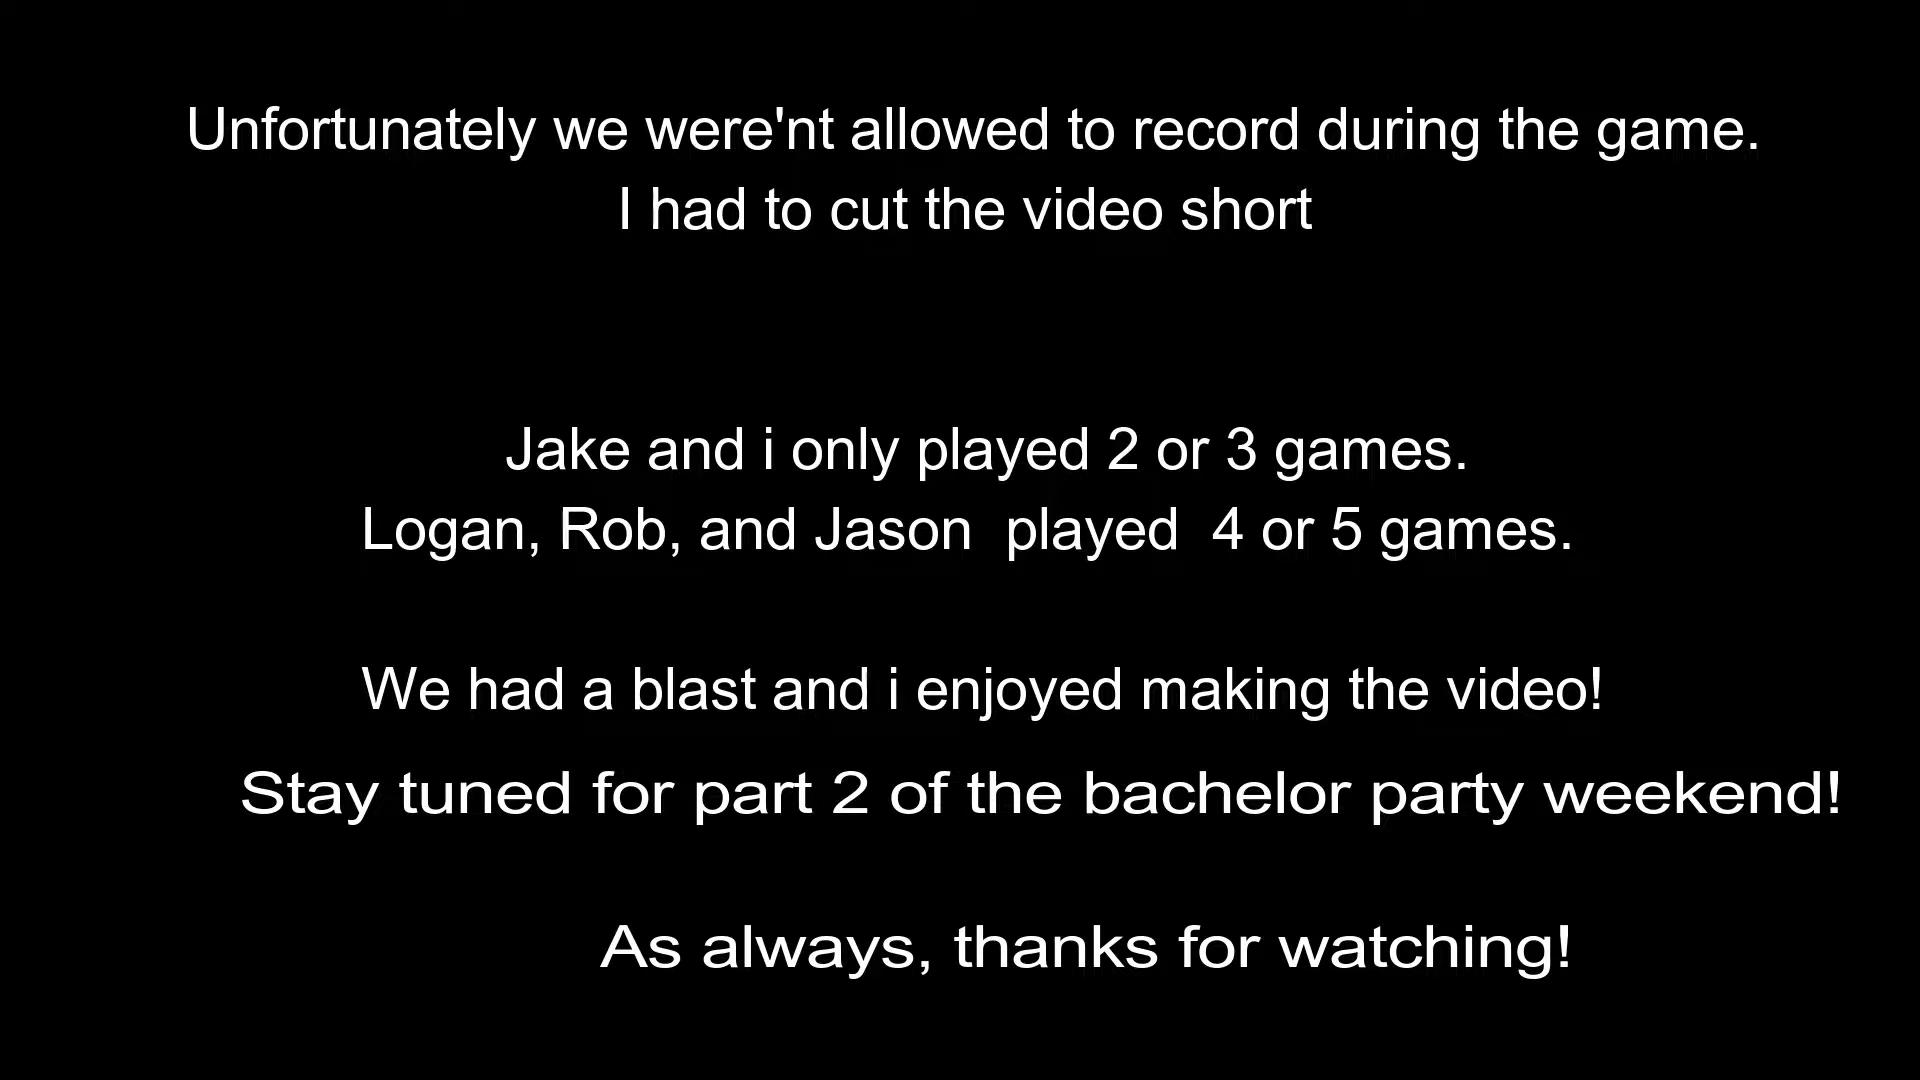 Unfortunately we were'nt allowed to record during the game.
I had to cut the video short
Jake and i only played 2 or 3 games.
Logan, Rob, and Jason  played  4 or 5 games.
We had a blast and i enjoyed making the video!
Stay tuned for part 2 of the bachelor party weekend!
As always, thanks for watching!